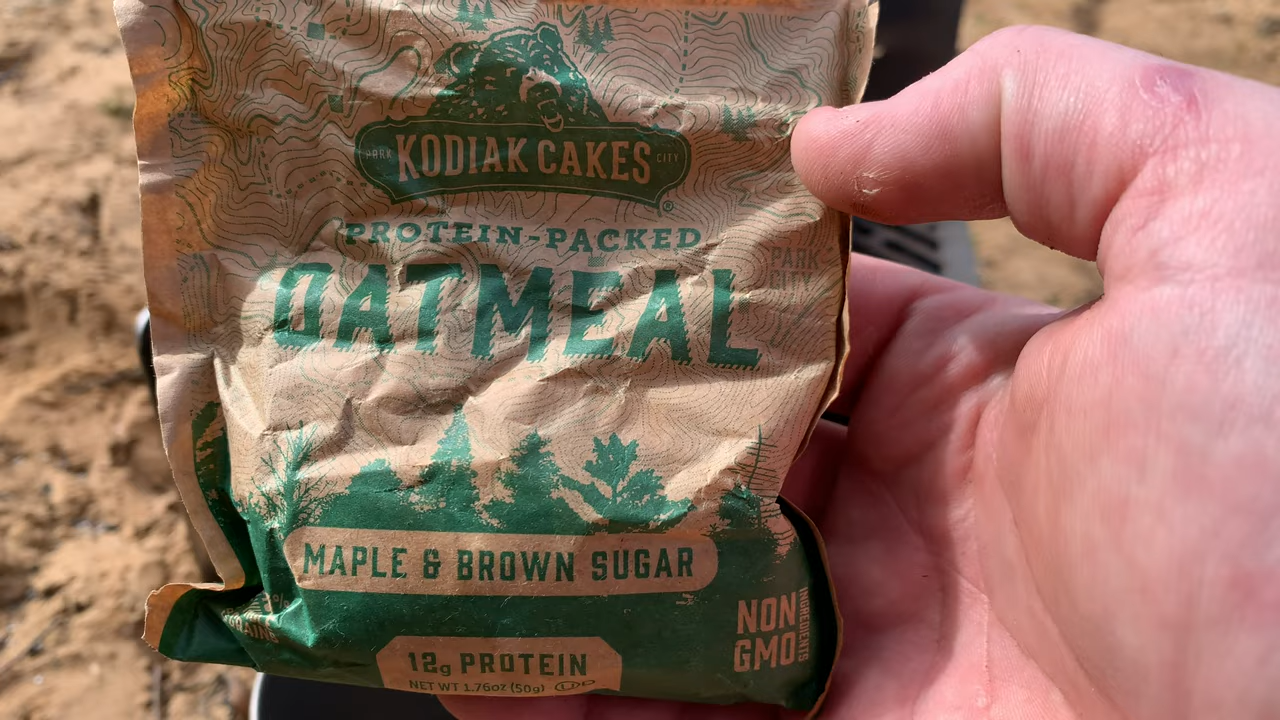 PARK KODIAK CAKES CITY ®
PROTEIN-PACKED
OATMEAL
PARK
CITY
MAPLE & BROWN SUGAR
NON GMO INGREDIENTS
12g PROTEIN
NET WT 1.76oz (50g)